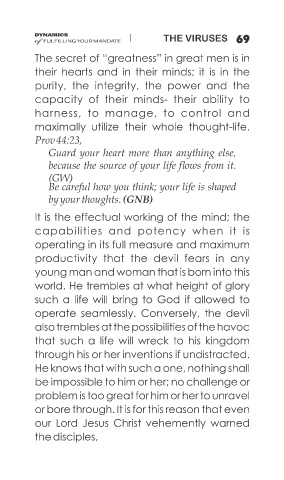 DYNAMICS
of FULFILLING YOUR MANDATE | THE VIRUSES 69
The secret of “greatness” in great men is in
their hearts and in their minds; it is in the
purity, the integrity, the power and the
capacity of their minds- their ability to
harness, to manage, to control and
maximally utilize their whole thought-life.
Prov 44:23,
Guard your heart more than anything else,
because the source of your life flows from it.
(GW)
Be careful how you think; your life is shaped
by your thoughts. (GNB)
It is the effectual working of the mind; the
capabilities and potency when it is
operating in its full measure and maximum
productivity that the devil fears in any
young man and woman that is born into this
world. He trembles at what height of glory
such a life will bring to God if allowed to
operate seamlessly. Conversely, the devil
also trembles at the possibilities of the havoc
that such a life will wreck to his kingdom
through his or her inventions if undistracted.
He knows that with such a one, nothing shall
be impossible to him or her; no challenge or
problem is too great for him or her to unravel
or bore through. It is for this reason that even
our Lord Jesus Christ vehemently warned
the disciples,